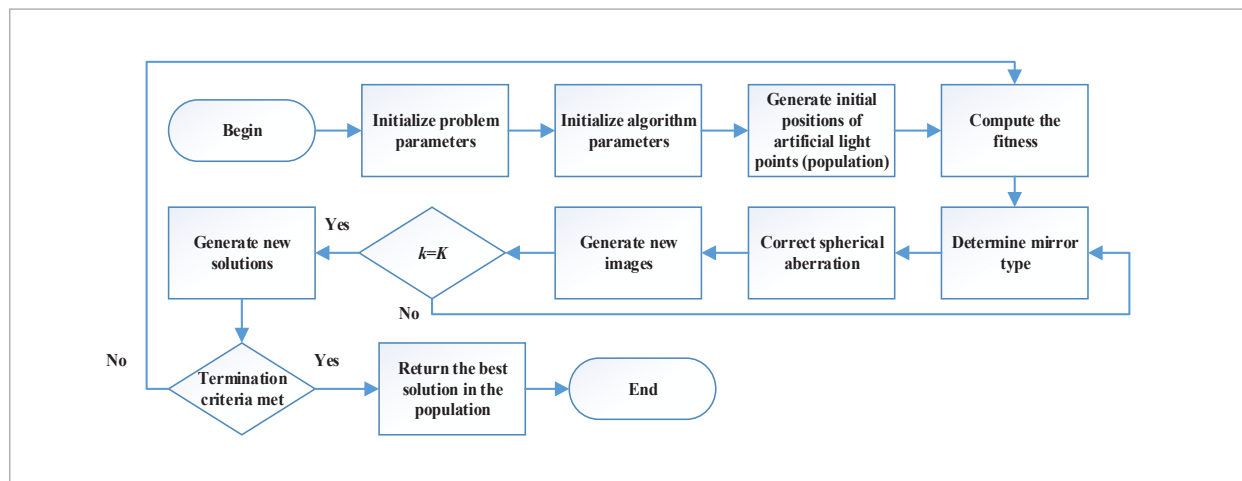 Begin
Initialize problem
parameters
Initialize algorithm
parameters
Generate initial
positions of
artificial light
points (population)
Compute the
fitness
Generate new
solutions
Yes
k=K
Generate new
images
Correct spherical
aberration
Determine mirror
type
No
No
Termination
criteria met
Yes
Return the best
solution in the
population
End